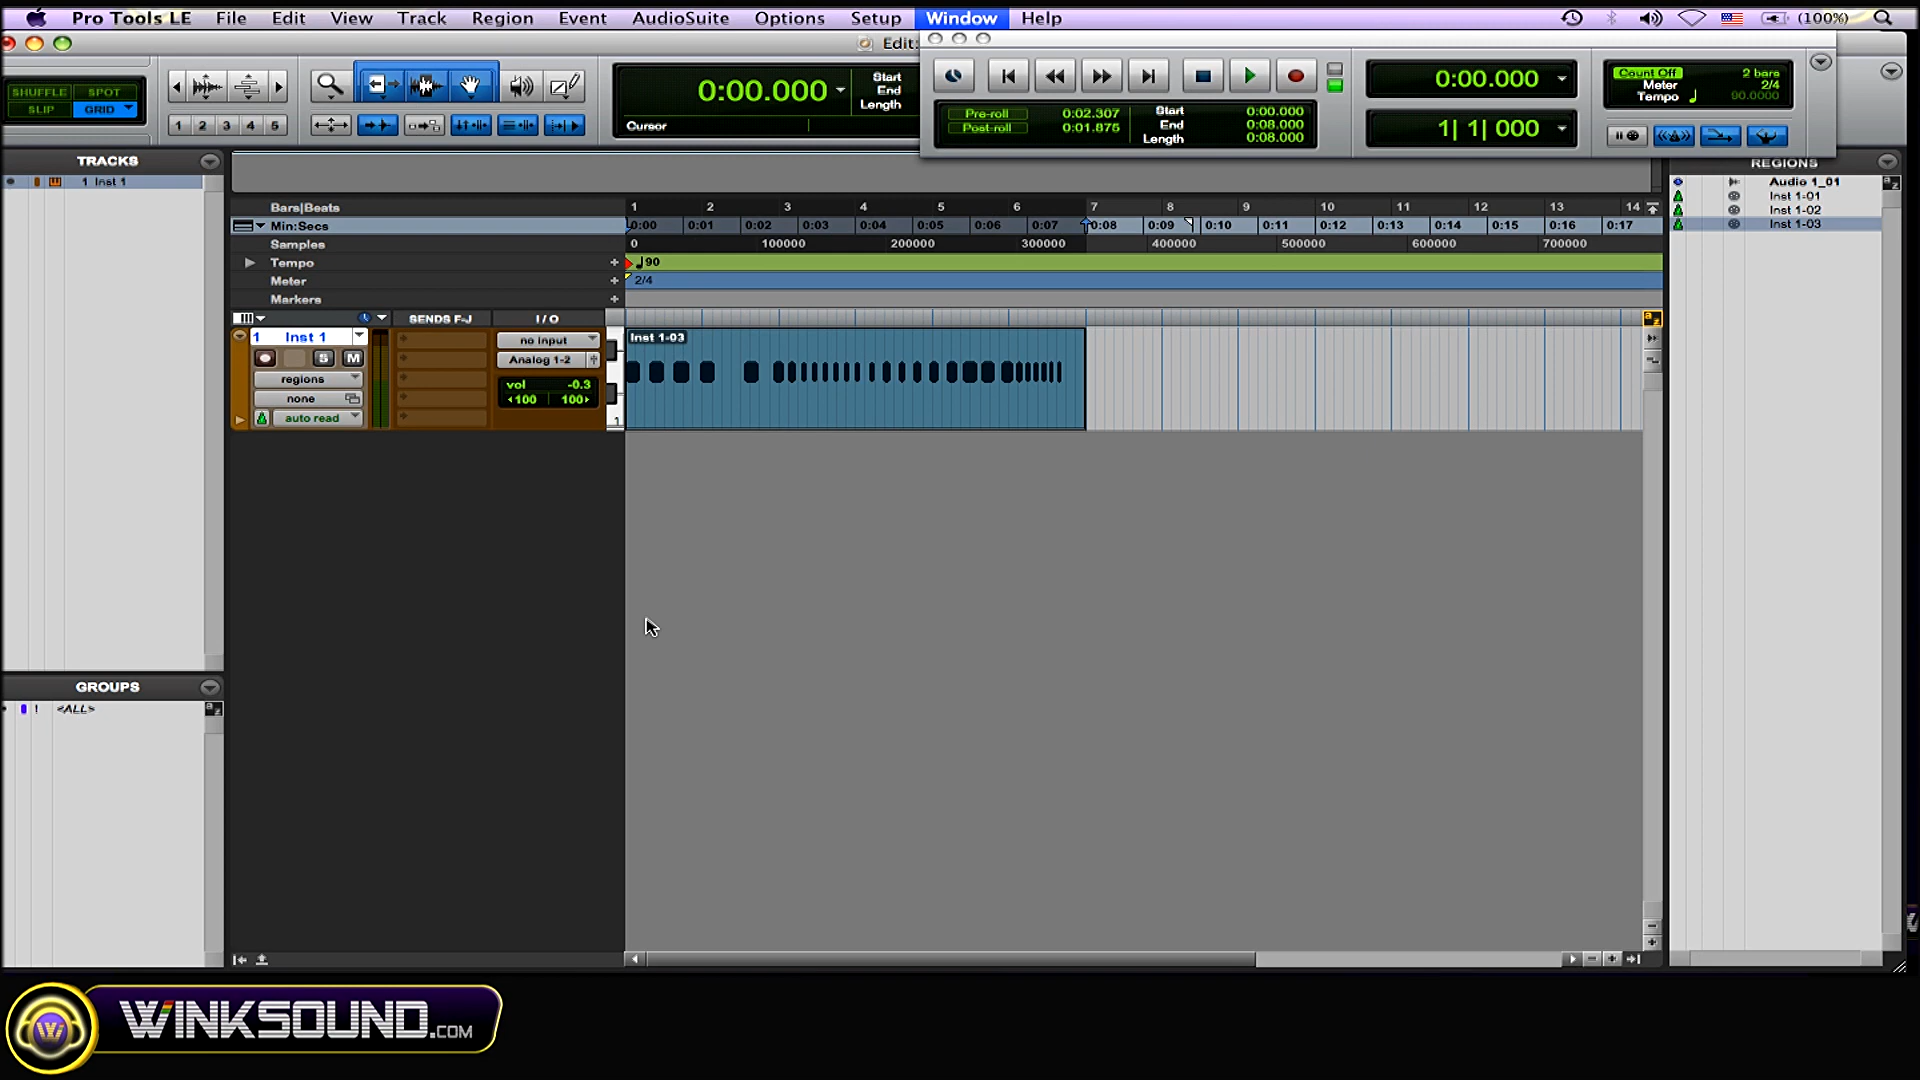 Pro Tools LE File Edit View Track Region Event AudioSuite Options Setup Window Help (100%)
Edit:
SHUFFLE SPOT
SLIP GRID
1 2 3 4 5
0:00.000
Start
End
Length
Cursor
Pre-roll 0:02.307
Post-roll 0:01.875
Start 0:00.000
End 0:08.000
Length 0:08.000
0:00.000
1| 1| 000
Count Off 2 bars
Meter 2/4
Tempo 90.0000
TRACKS
1 Inst 1
REGIONS
Audio 1_01
Inst 1-01
Inst 1-02
Inst 1-03
Bars|Beats 1 2 3 4 5 6 7 8 9 10 11 12 13 14
Min:Secs 0:00 0:01 0:02 0:03 0:04 0:05 0:06 0:07 0:08 0:09 0:10 0:11 0:12 0:13 0:14 0:15 0:16 0:17
Samples 0 100000 200000 300000 400000 500000 600000 700000
Tempo 90
Meter 2/4
Markers
SENDS F-J I/O
1 Inst 1
S M
regions
none
auto read
no input
Analog 1-2
vol -0.3
100 100
1
Inst 1-03
GROUPS
! <ALL>
WINKSOUND.COM